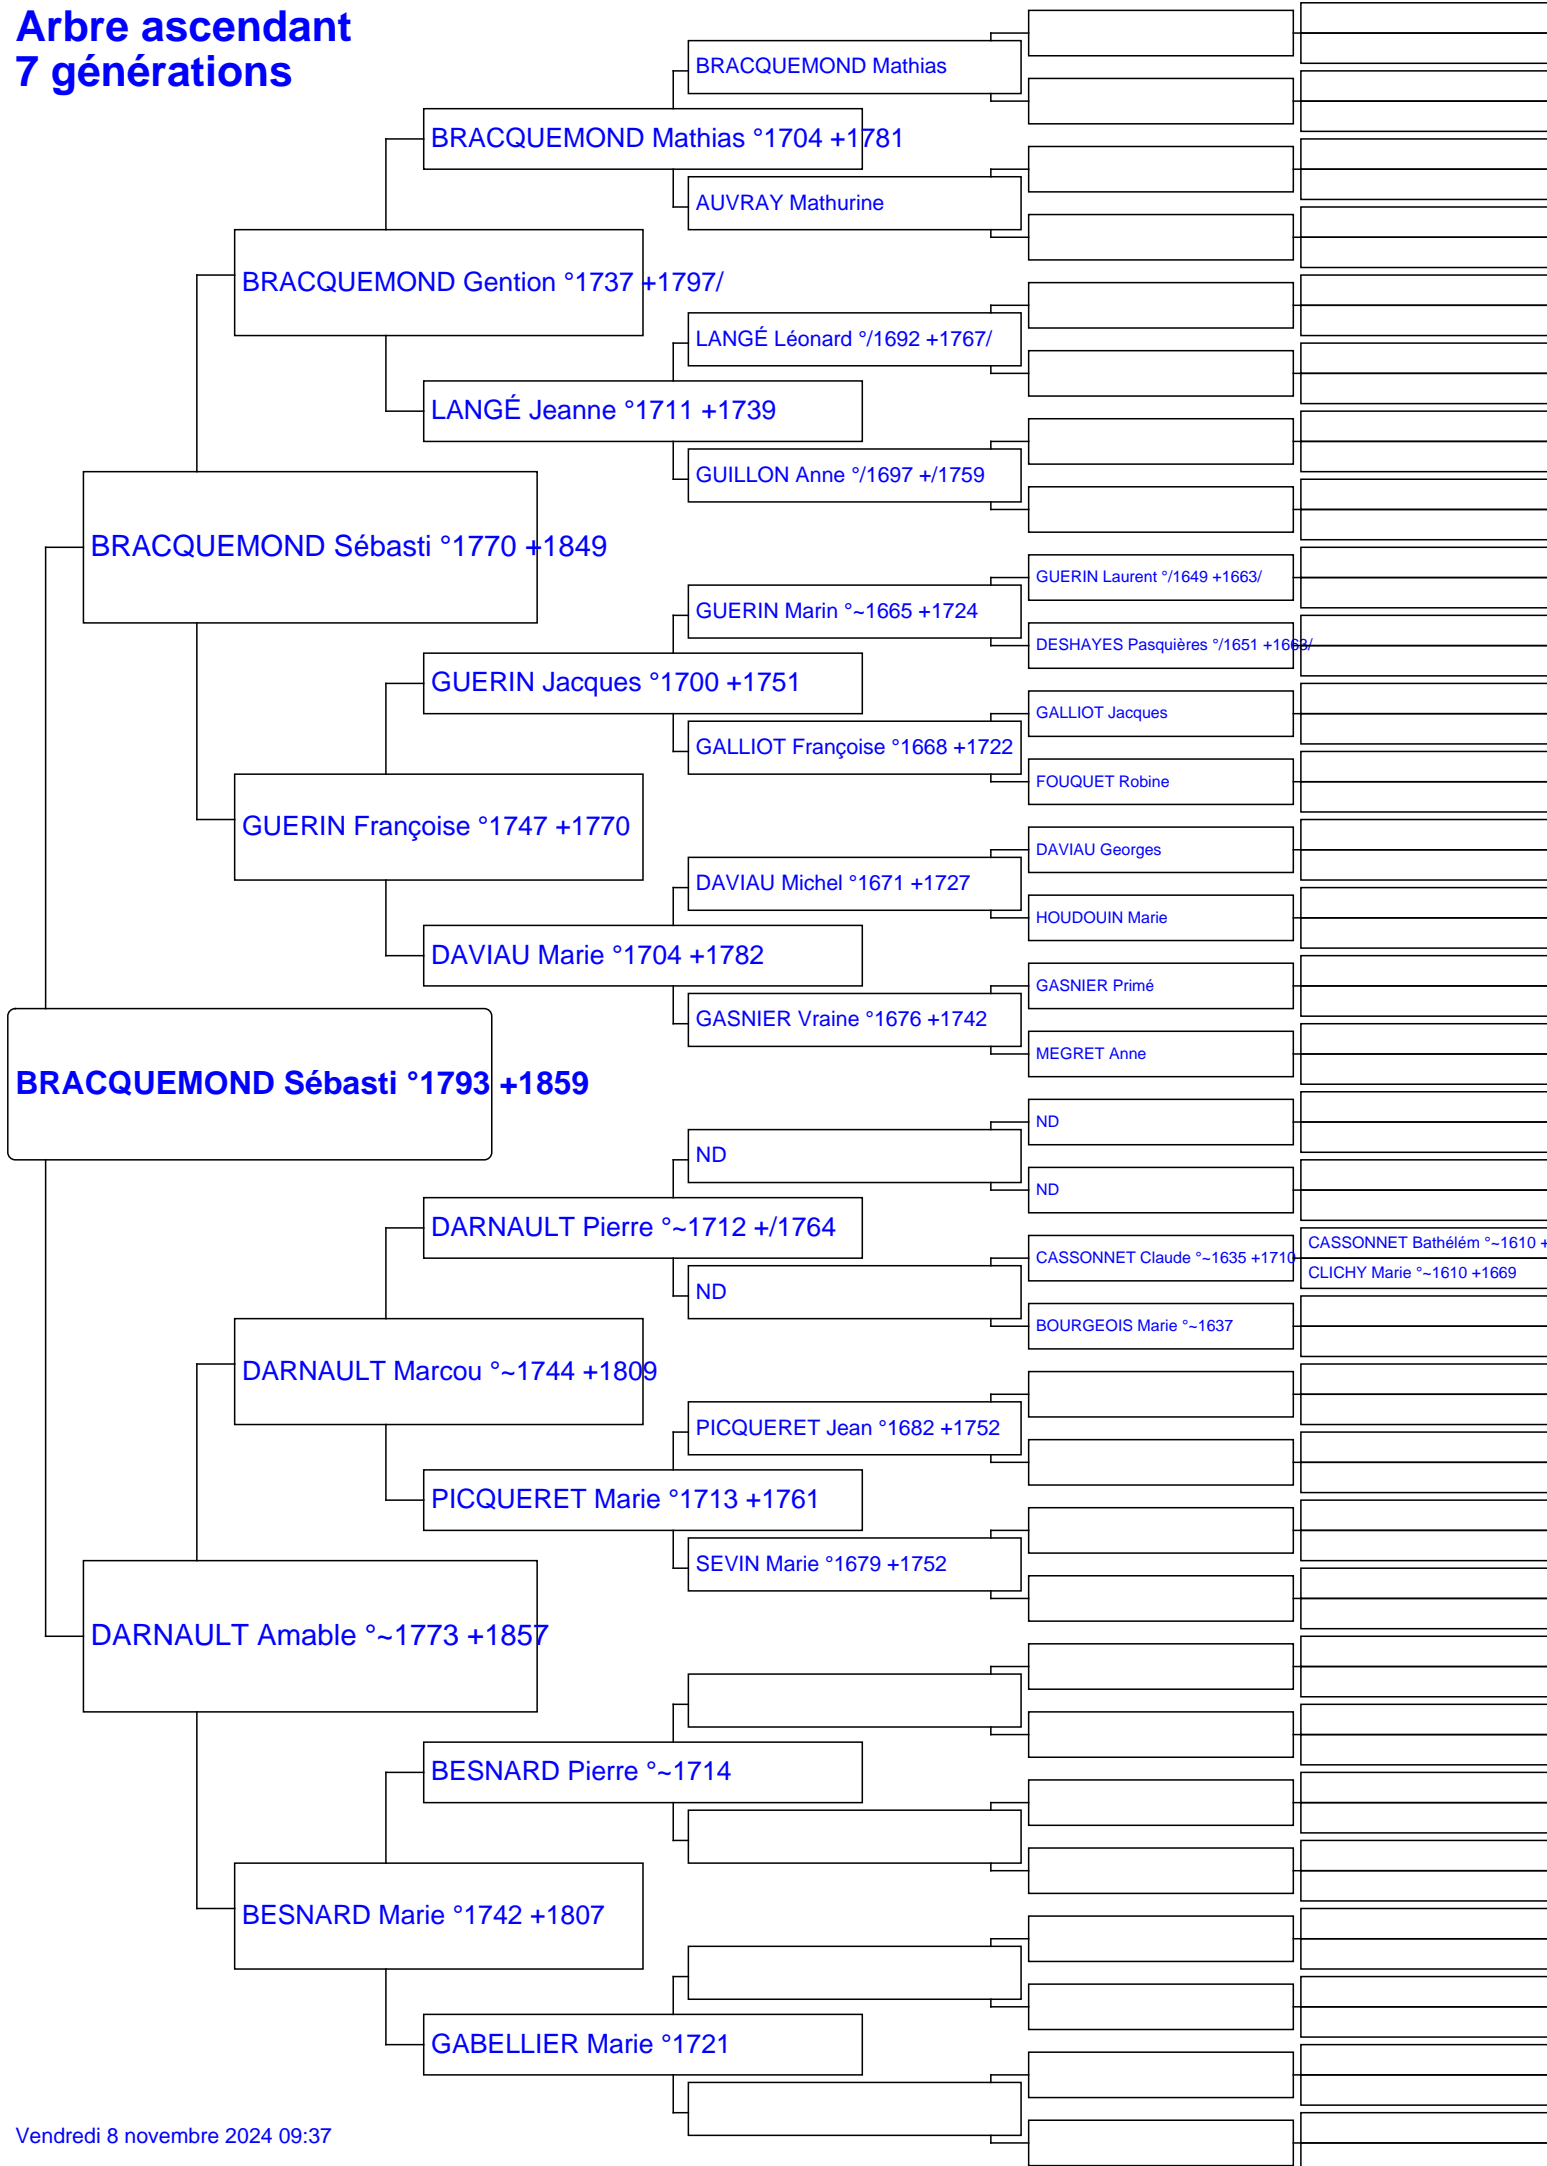 Arbre ascendant
7 générations
BRACQUEMOND Mathias
BRACQUEMOND Mathias °1704 +1781
AUVRAY Mathurine
BRACQUEMOND Gention °1737 +1797/
LANGÉ Léonard °/1692 +1767/
LANGÉ Jeanne °1711 +1739
GUILLON Anne °/1697 +/1759
BRACQUEMOND Sébasti °1770 +1849
GUERIN Laurent °/1649 +1663/
GUERIN Marin °~1665 +1724
DESHAYES Pasquières °/1651 +1663/
GUERIN Jacques °1700 +1751
GALLIOT Jacques
GALLIOT Françoise °1668 +1722
FOUQUET Robine
GUERIN Françoise °1747 +1770
DAVIAU Georges
DAVIAU Michel °1671 +1727
HOUDOUIN Marie
DAVIAU Marie °1704 +1782
GASNIER Primé
GASNIER Vraine °1676 +1742
MEGRET Anne
BRACQUEMOND Sébasti °1793 +1859
ND
ND
ND
DARNAULT Pierre °~1712 +/1764
CASSONNET Bathélém °~1610 +
CASSONNET Claude °~1635 +1710
CLICHY Marie °~1610 +1669
ND
BOURGEOIS Marie °~1637
DARNAULT Marcou °~1744 +1809
PICQUERET Jean °1682 +1752
PICQUERET Marie °1713 +1761
SEVIN Marie °1679 +1752
DARNAULT Amable °~1773 +1857
BESNARD Pierre °~1714
BESNARD Marie °1742 +1807
GABELLIER Marie °1721
Vendredi 8 novembre 2024 09:37